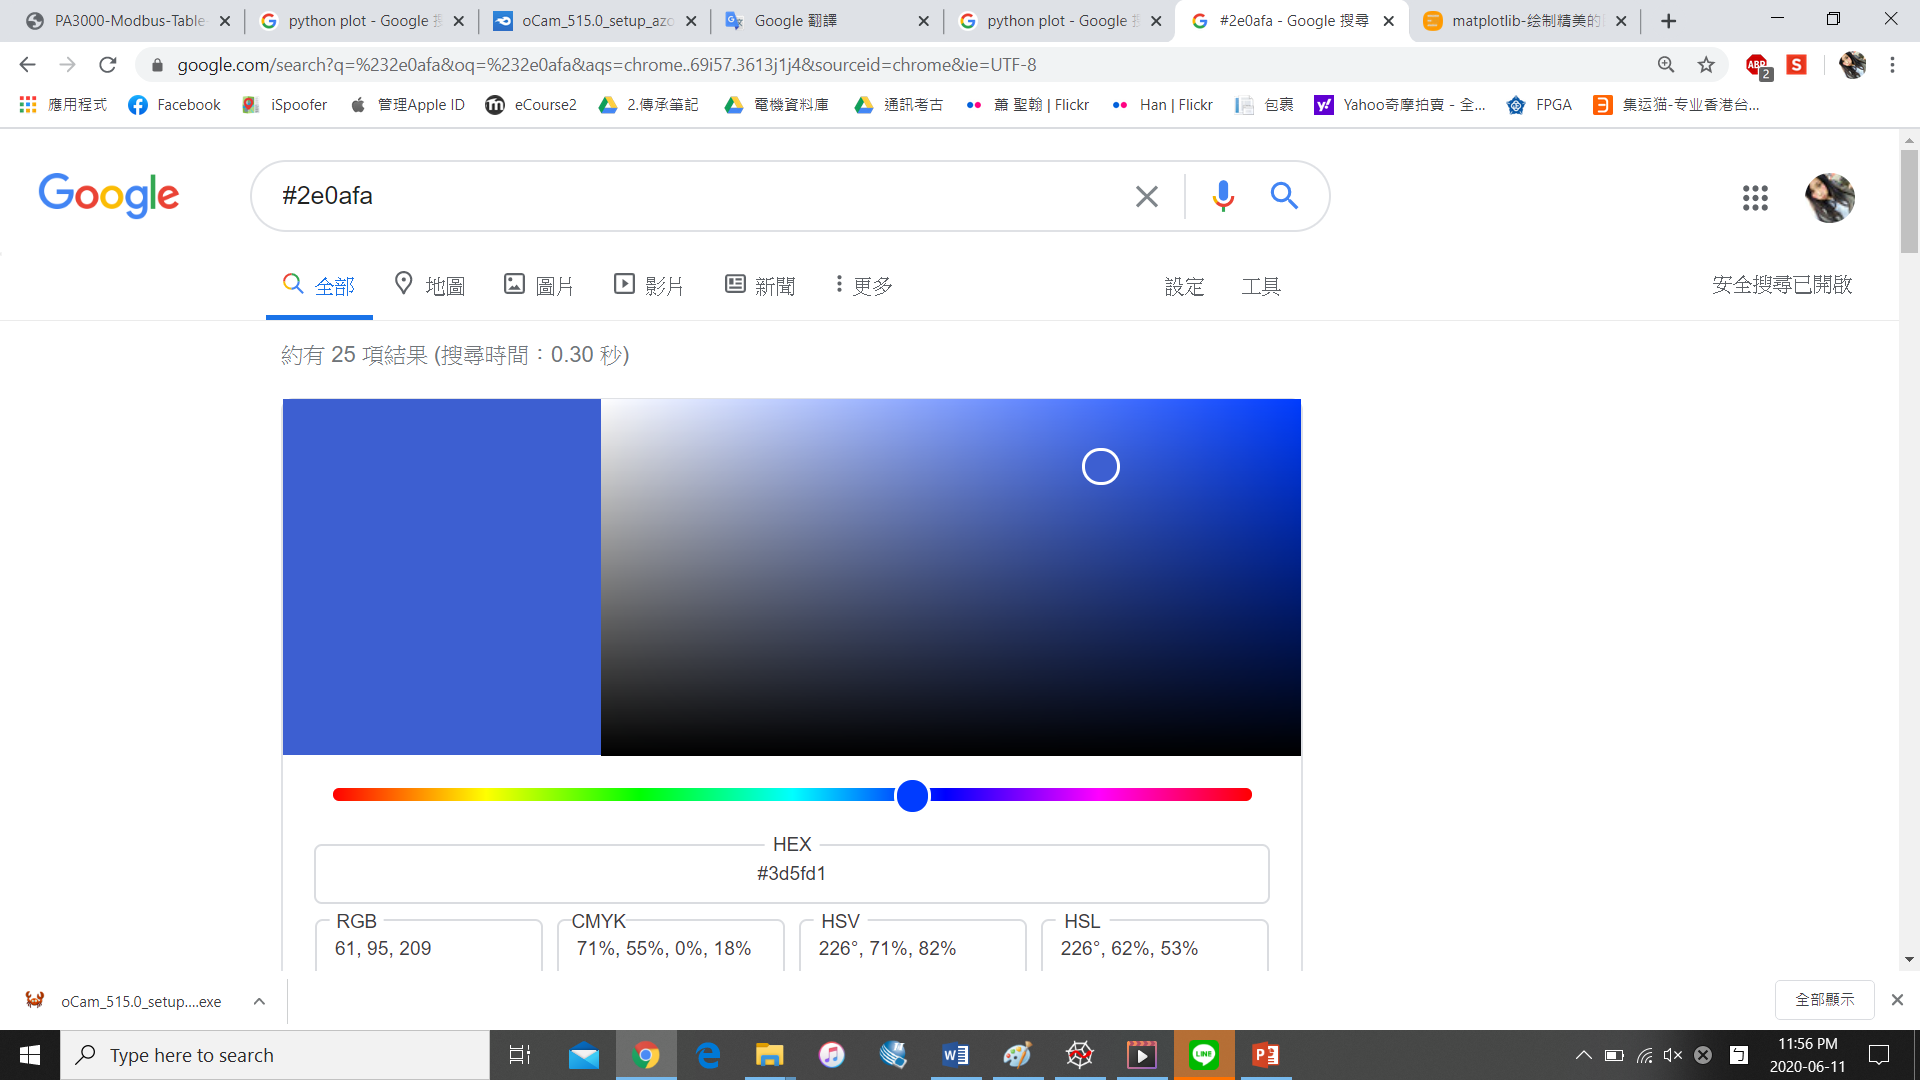 PA3000-Modbus-Table
python plot - Google 搜
oCam_515.0_setup_azo
Google 翻譯
python plot - Google 搜
#2e0afa - Google 搜尋
matplotlib-绘制精美的
google.com/search?q=%232e0afa&oq=%232e0afa&aqs=chrome..69i57.3613j1j4&sourceid=chrome&ie=UTF-8
ABP
2
S
應用程式
Facebook
iSpoofer
管理Apple ID
eCourse2
2.傳承筆記
電機資料庫
通訊考古
蕭 聖翰 | Flickr
Han | Flickr
包裹
Yahoo奇摩拍賣 - 全...
FPGA
集运猫-专业香港台...
Google
#2e0afa
全部
地圖
圖片
影片
新聞
更多
設定
工具
安全搜尋已開啟
約有 25 項結果 (搜尋時間：0.30 秒)
HEX
#3d5fd1
RGB
61, 95, 209
CMYK
71%, 55%, 0%, 18%
HSV
226°, 71%, 82%
HSL
226°, 62%, 53%
oCam_515.0_setup....exe
全部顯示
Type here to search
LINE
11:56 PM
2020-06-11